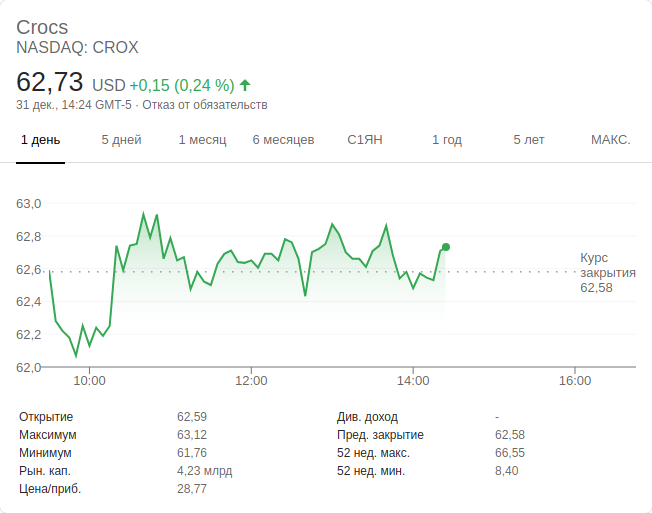 Crocs
NASDAQ: CROX
62,73 USD +0,15 (0,24 %)
31 дек., 14:24 GMT-5 · Отказ от обязательств
1 день 5 дней 1 месяц 6 месяцев С1ЯН 1 год 5 лет МАКС.
63,0
62,8
62,6
62,4
62,2
62,0
Курс
закрытия
62,58
10:00 12:00 14:00 16:00
Открытие 62,59 Див. доход -
Максимум 63,12 Пред. закрытие 62,58
Минимум 61,76 52 нед. макс. 66,55
Рын. кап. 4,23 млрд 52 нед. мин. 8,40
Цена/приб. 28,77